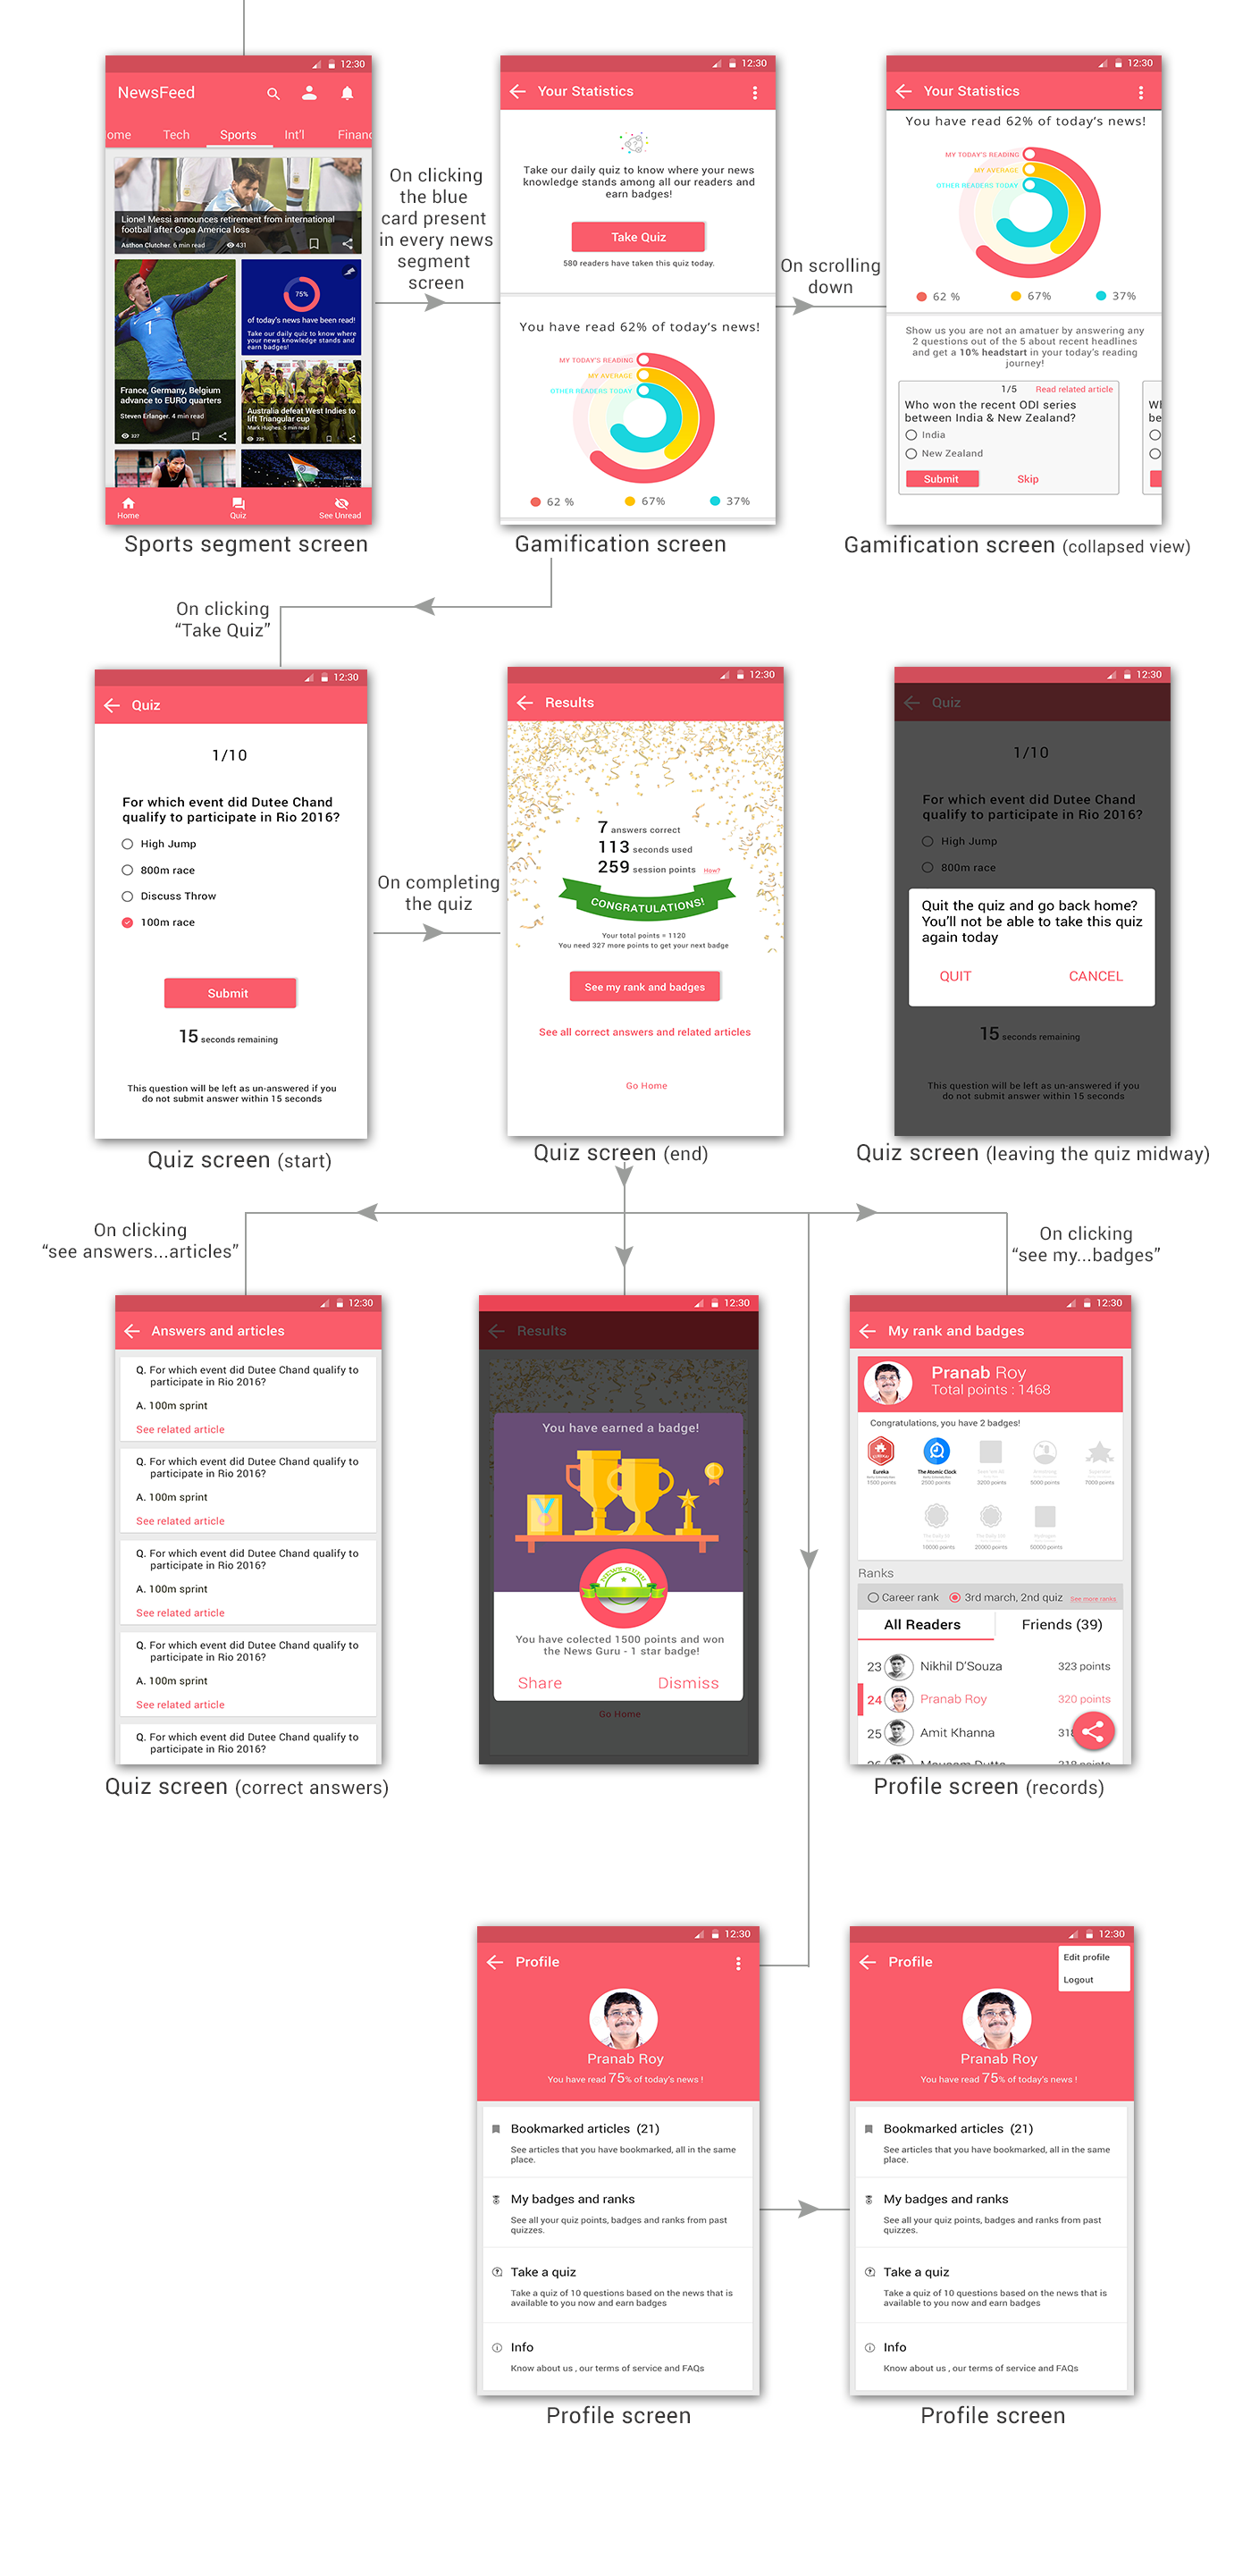 12:30
NewsFeed
ome Tech Sports Int'l Financ
Lionel Messi announces retirement from international
football after Copa America loss
Asthon Clutcher. 6 min read 431
75%
of today's news have been read!
Take our daily quiz to know where
your news knowledge stands and
earn badges!
1
France, Germany, Belgium
advance to EURO quarters
Steven Erlanger. 4 min read
327
Australia defeat West Indies to
lift Triangular cup
Mark Hughes. 5 min read
229
Home Quiz See Unread
Sports segment screen
On clicking
the blue
card present
in every news
segment
screen
12:30
Your Statistics
Take our daily quiz to know where your news
knowledge stands among all our readers and
earn badges!
Take Quiz
580 readers have taken this quiz today.
You have read 62% of today's news!
MY TODAY'S READING
MY AVERAGE
OTHER READERS TODAY
62 % 67% 37%
Gamification screen
On scrolling
down
12:30
Your Statistics
You have read 62% of today's news!
MY TODAY'S READING
MY AVERAGE
OTHER READERS TODAY
62 % 67% 37%
Show us you are not an amatuer by answering any
2 questions out of the 5 about recent headlines
and get a 10% headstart in your today's reading
journey!
1/5 Read related article
Who won the recent ODI series
between India & New Zealand?
India
New Zealand
Submit Skip
Wl
be
Gamification screen (collapsed view)
On clicking
“Take Quiz”
12:30
Quiz
1/10
For which event did Dutee Chand
qualify to participate in Rio 2016?
High Jump
800m race
Discuss Throw
100m race
Submit
15 seconds remaining
This question will be left as un-answered if you
do not submit answer within 15 seconds
Quiz screen (start)
On completing
the quiz
12:30
Results
7 answers correct
113 seconds used
259 session points How?
CONGRATULATIONS!
Your total points = 1120
You need 327 more points to get your next badge
See my rank and badges
See all correct answers and related articles
Go Home
Quiz screen (end)
12:30
Quiz
1/10
For which event did Dutee Chand
qualify to participate in Rio 2016?
High Jump
800m race
Quit the quiz and go back home?
You'll not be able to take this quiz
again today
QUIT CANCEL
15 seconds remaining
This question will be left as un-answered if you
do not submit answer within 15 seconds
Quiz screen (leaving the quiz midway)
On clicking
“see answers...articles”
On clicking
“see my...badges”
12:30
Answers and articles
Q. For which event did Dutee Chand qualify to
participate in Rio 2016?
A. 100m sprint
See related article
Q. For which event did Dutee Chand qualify to
participate in Rio 2016?
A. 100m sprint
See related article
Q. For which event did Dutee Chand qualify to
participate in Rio 2016?
A. 100m sprint
See related article
Q. For which event did Dutee Chand qualify to
participate in Rio 2016?
A. 100m sprint
See related article
Q. For which event did Dutee Chand qualify to
participate in Rio 2016?
Quiz screen (correct answers)
12:30
Results
You have earned a badge!
NEWS GURU
You have colected 1500 points and won
the News Guru - 1 star badge!
Share Dismiss
Go Home
12:30
My rank and badges
Pranab Roy
Total points : 1468
Congratulations, you have 2 badges!
Eureka
1500 points
The Atomic Clock
2500 points
3200 points
5000 points
7000 points
10000 points
20000 points
50000 points
Ranks
Career rank 3rd march, 2nd quiz See more ranks
All Readers Friends (39)
23 Nikhil D'Souza 323 points
24 Pranab Roy 320 points
25 Amit Khanna 318
26 Mousam Dutta 318 points
Profile screen (records)
12:30
Profile
Pranab Roy
You have read 75% of today's news !
Bookmarked articles (21)
See articles that you have bookmarked, all in the same
place.
My badges and ranks
See all your quiz points, badges and ranks from past
quizzes.
Take a quiz
Take a quiz of 10 questions based on the news that is
available to you now and earn badges
Info
Know about us , our terms of service and FAQs
Profile screen
12:30
Profile
Edit profile
Logout
Pranab Roy
You have read 75% of today's news !
Bookmarked articles (21)
See articles that you have bookmarked, all in the same
place.
My badges and ranks
See all your quiz points, badges and ranks from past
quizzes.
Take a quiz
Take a quiz of 10 questions based on the news that is
available to you now and earn badges
Info
Know about us , our terms of service and FAQs
Profile screen